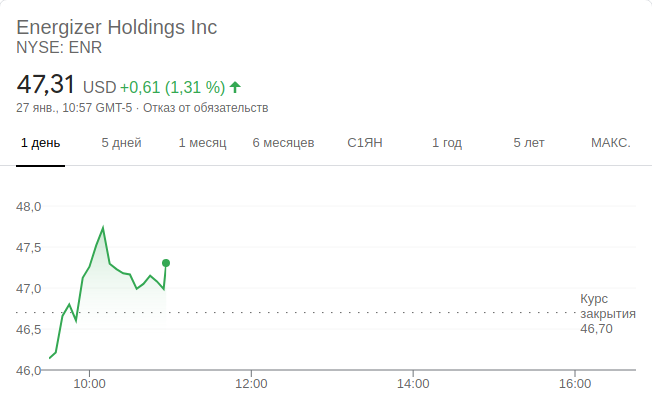 Energizer Holdings Inc
NYSE: ENR
47,31 USD +0,61 (1,31 %)
27 янв., 10:57 GMT-5 · Отказ от обязательств
1 день 5 дней 1 месяц 6 месяцев С1ЯН 1 год 5 лет МАКС.
48,0
47,5
47,0
Курс
закрытия
46,5
46,70
46,0
10:00 12:00 14:00 16:00